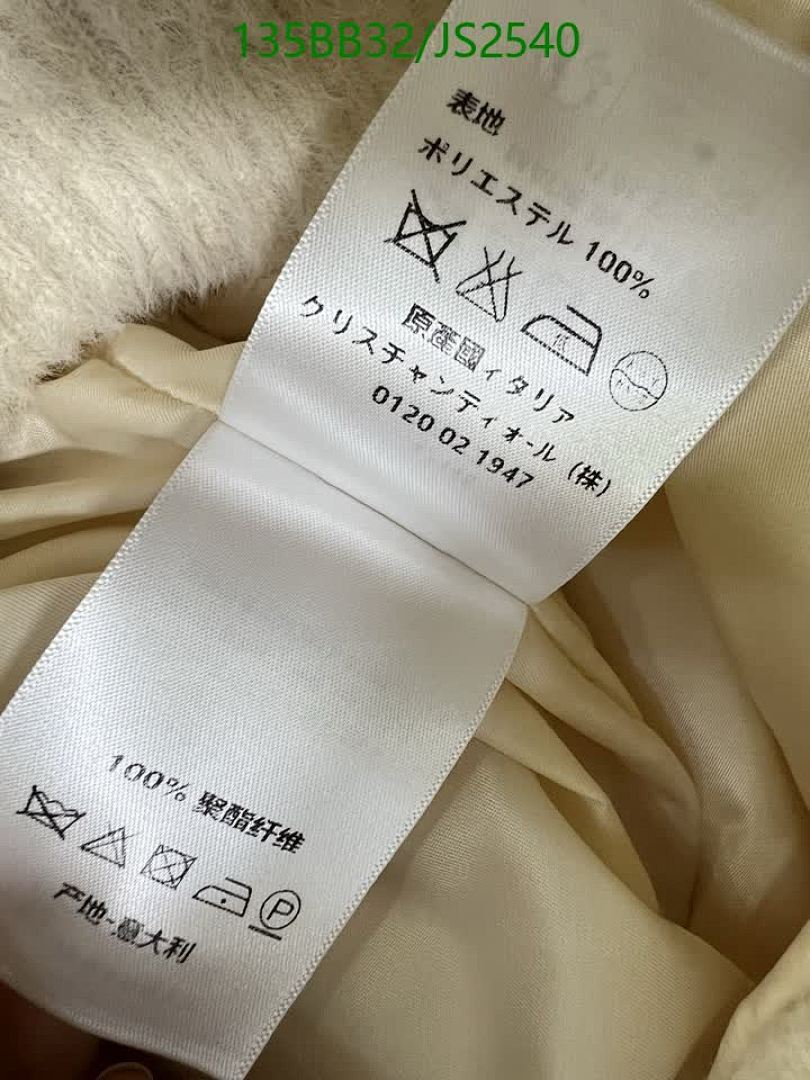 135BB32/JS2540
表地
ポリエステル 100%
原産國イタリア
クリスチャンディオール (株)
0120 02 1947
100% 聚酯纤维
产地-意大利